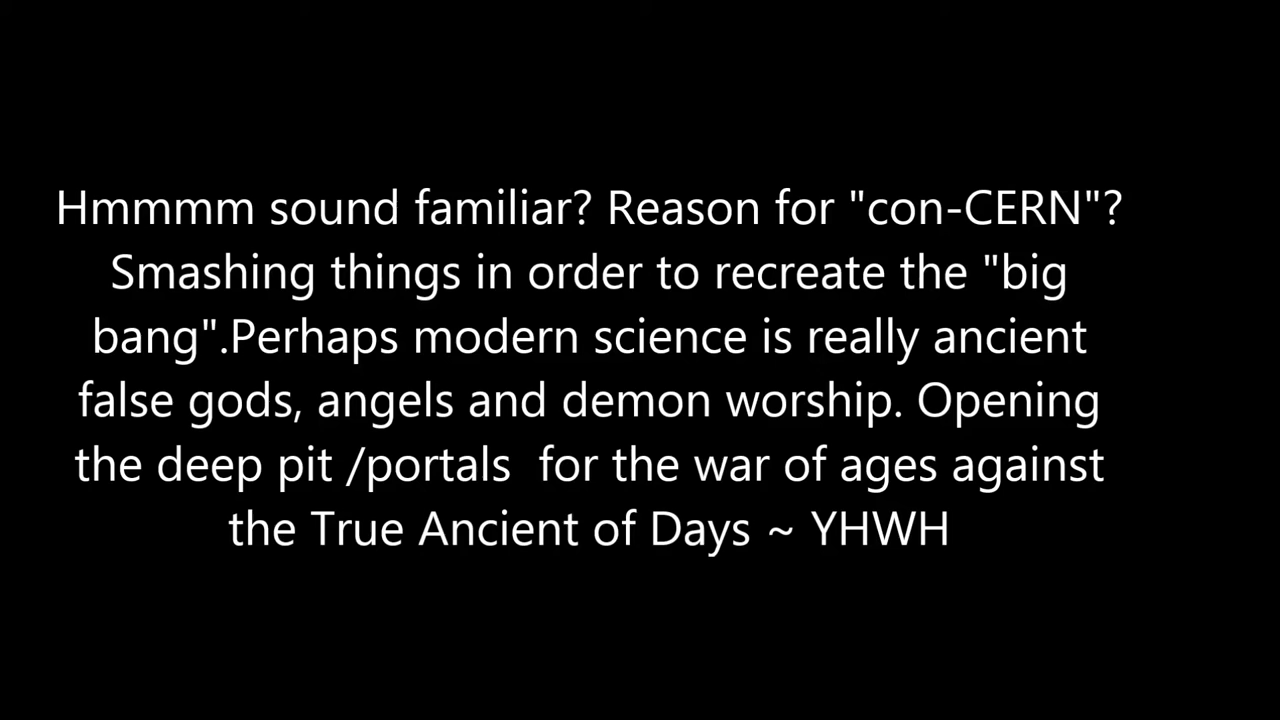 Hmmmm sound familiar? Reason for "con-CERN"?
Smashing things in order to recreate the "big
bang".Perhaps modern science is really ancient
false gods, angels and demon worship. Opening
the deep pit /portals  for the war of ages against
the True Ancient of Days ~ YHWH